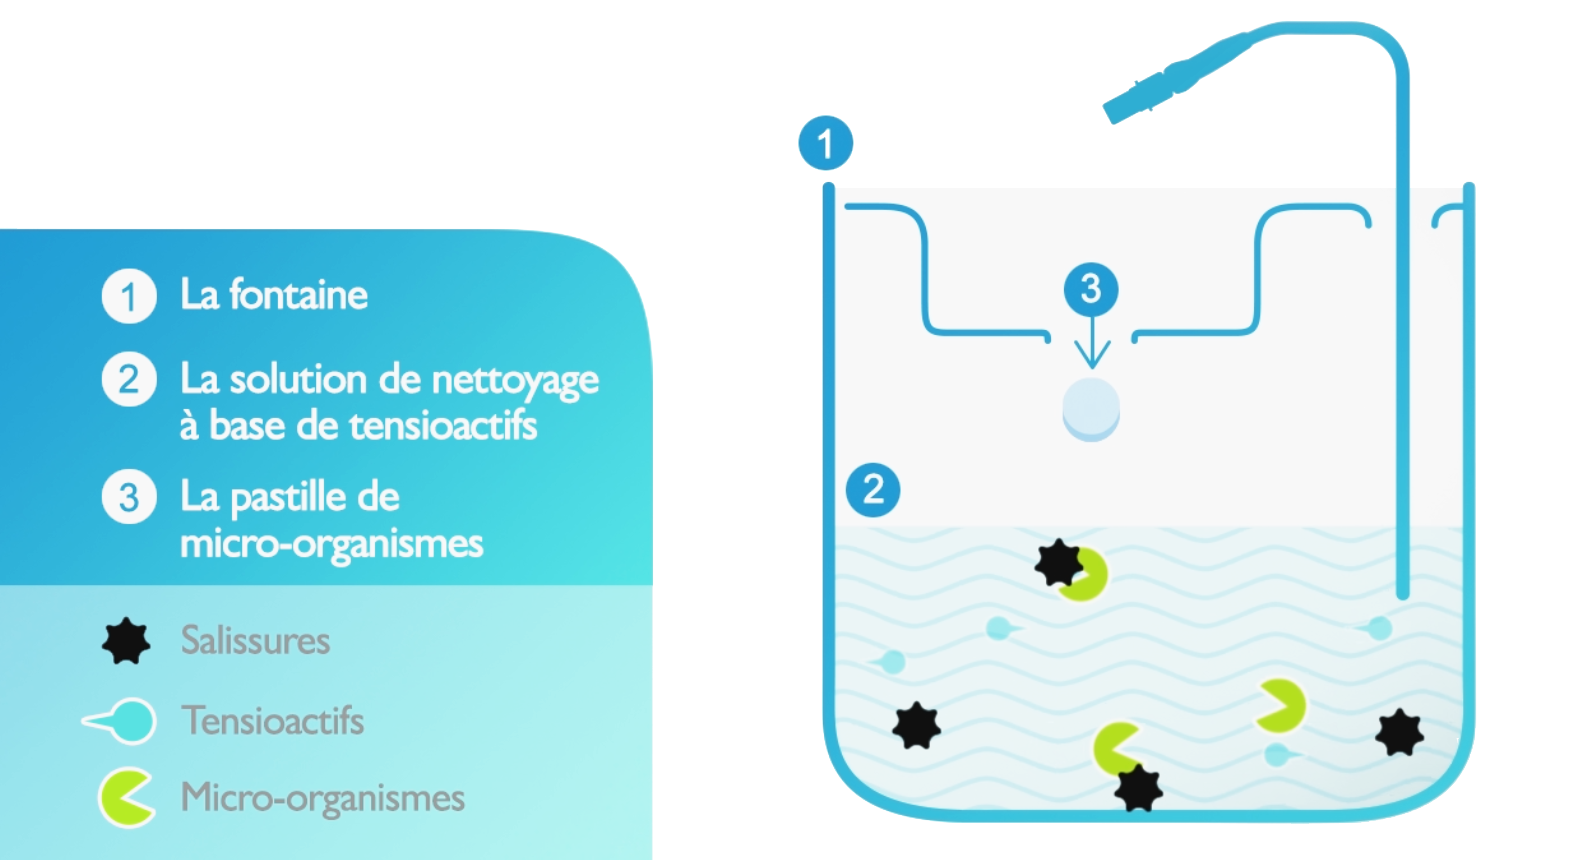 1 La fontaine
2 La solution de nettoyage
à base de tensioactifs
3 La pastille de
micro-organismes
Salissures
Tensioactifs
Micro-organismes
1
3
2